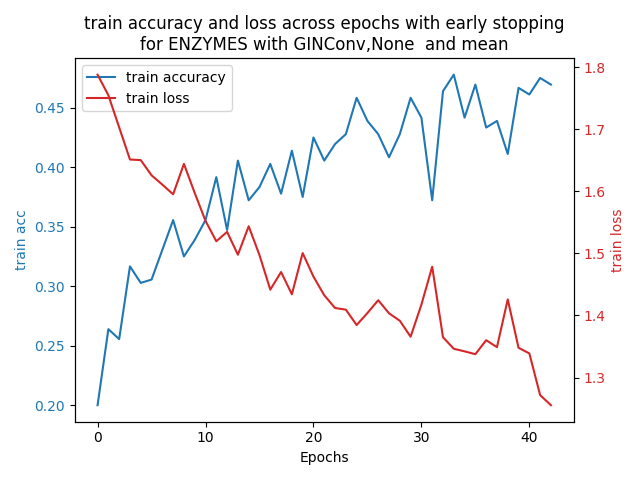 train accuracy and loss across epochs with early stopping
for ENZYMES with GINConv,None  and mean
train accuracy
train loss
train acc
0.45
0.40
0.35
0.30
0.25
0.20
1.8
1.7
1.6
1.5
1.4
1.3
train loss
0 10 20 30 40
Epochs